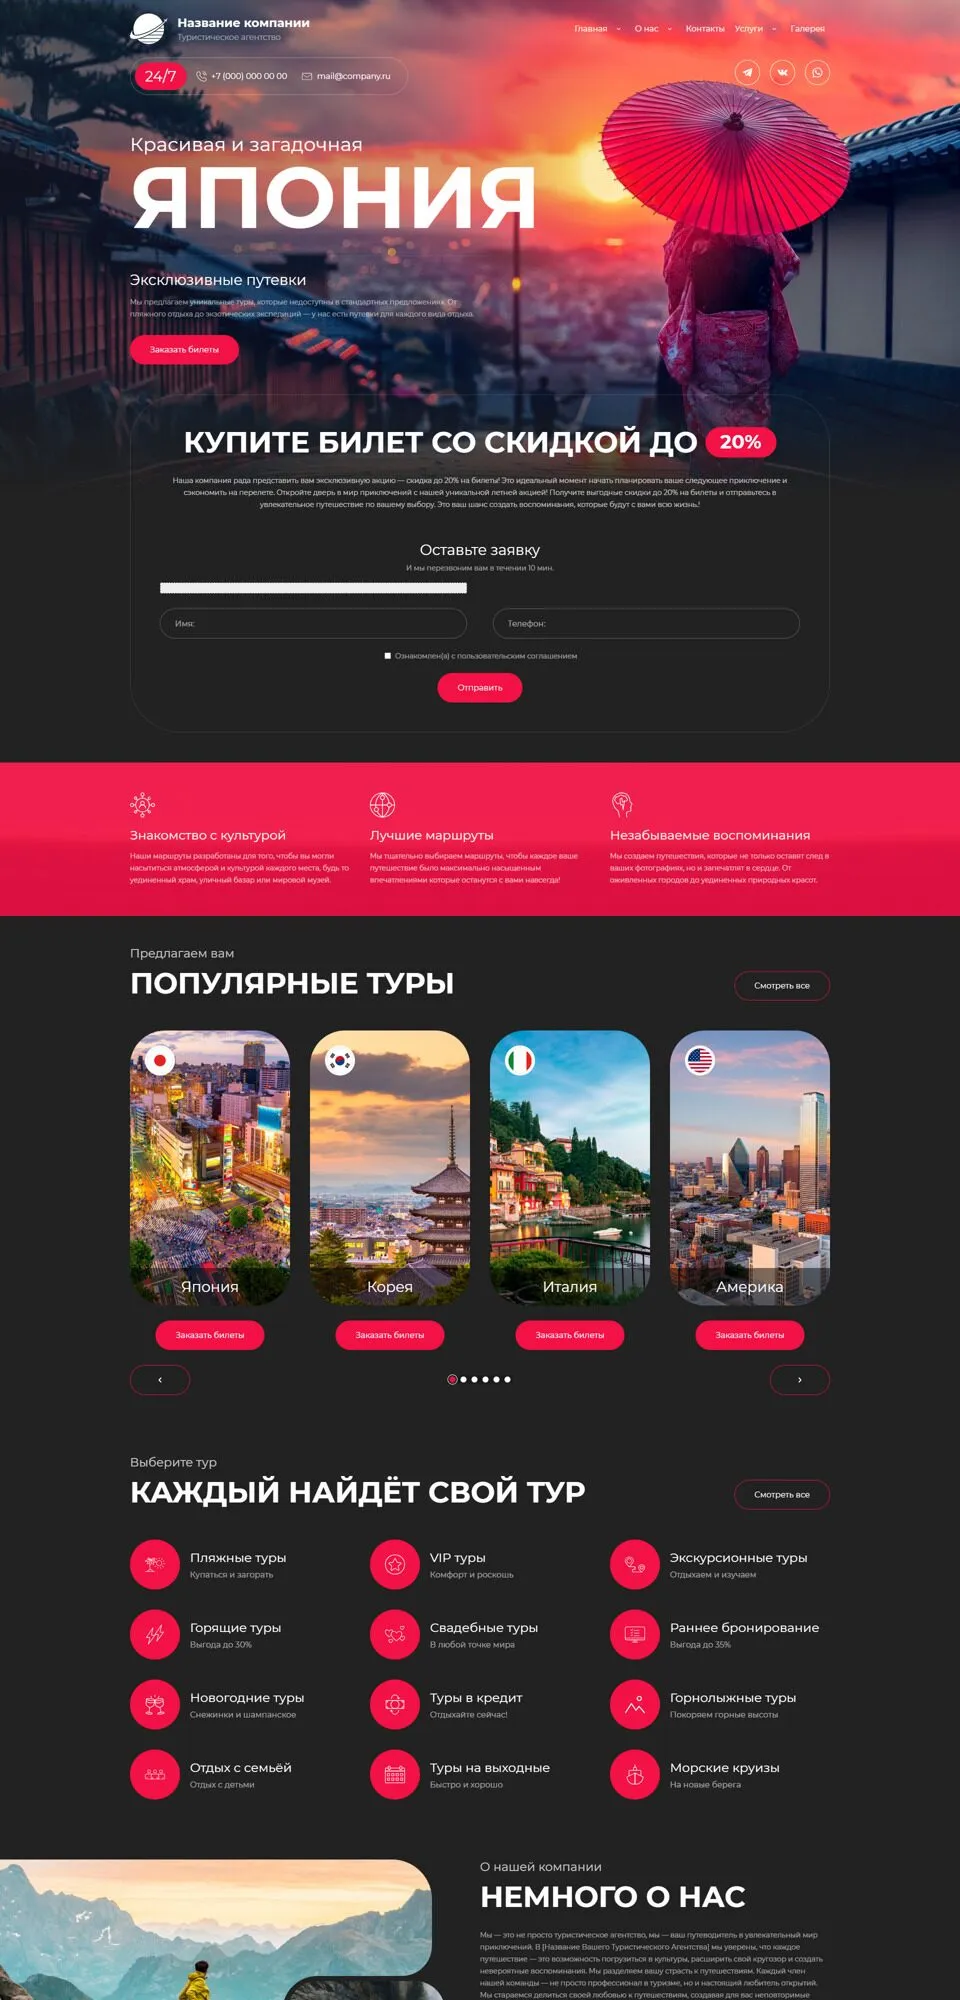 Название компании
Туристическое агентство
Главная
О нас
Контакты
Услуги
Галерея
24/7
+7 (000) 000 00 00
mail@company.ru
Красивая и загадочная
ЯПОНИЯ
Эксклюзивные путевки
Мы предлагаем уникальные туры, которые недоступны в стандартных предложениях. От
пляжного отдыха до экзотических экспедиций — у нас есть путевки для каждого вида отдыха.
Заказать билеты
КУПИТЕ БИЛЕТ СО СКИДКОЙ ДО 20%
Наша компания рада представить вам эксклюзивную акцию — скидка до 20% на билеты! Это идеальный момент начать планировать ваше следующее приключение и
сэкономить на перелете. Откройте дверь в мир приключений с нашей уникальной летней акцией! Получите выгодные скидки до 20% на билеты и отправьтесь в
увлекательное путешествие по вашему выбору. Это ваш шанс создать воспоминания, которые будут с вами всю жизнь!
Оставьте заявку
И мы перезвоним вам в течении 10 мин.
Имя:
Телефон:
Ознакомлен(а) с пользовательским соглашением
Отправить
Знакомство с культурой
Наши маршруты разработаны для того, чтобы вы могли
насытиться атмосферой и культурой каждого места, будь то
уединенный храм, уличный базар или мировой музей.
Лучшие маршруты
Мы тщательно выбираем маршруты, чтобы каждое ваше
путешествие было максимально насыщенным
впечатлениями которые останутся с вами навсегда!
Незабываемые воспоминания
Мы создаем путешествия, которые не только оставят след в
ваших фотографиях, но и запечатлят в сердце. От
оживленных городов до уединенных природных красот.
Предлагаем вам
ПОПУЛЯРНЫЕ ТУРЫ
Смотреть все
Япония
Корея
Италия
Америка
Заказать билеты
Заказать билеты
Заказать билеты
Заказать билеты
Выберите тур
КАЖДЫЙ НАЙДЁТ СВОЙ ТУР
Смотреть все
Пляжные туры
Купаться и загорать
VIP туры
Комфорт и роскошь
Экскурсионные туры
Отдыхаем и изучаем
Горящие туры
Выгода до 30%
Свадебные туры
В любой точке мира
Раннее бронирование
Выгода до 35%
Новогодние туры
Снежинки и шампанское
Туры в кредит
Отдыхайте сейчас!
Горнолыжные туры
Покоряем горные высоты
Отдых с семьёй
Отдых с детьми
Туры на выходные
Быстро и хорошо
Морские круизы
На новые берега
О нашей компании
НЕМНОГО О НАС
Мы — это не просто туристическое агентство, мы — ваш путеводитель в увлекательный мир
приключений. В [Название Вашего Туристического Агентства] мы уверены, что каждое
путешествие — это возможность погрузиться в культуры, расширить свой кругозор и создать
невероятные воспоминания. Мы разделяем вашу страсть к путешествиям. Каждый член
нашей команды — не просто профессионал в туризме, но и настоящий любитель открытий.
Мы стараемся делиться своей любовью к путешествиям, создавая для вас неповторимые